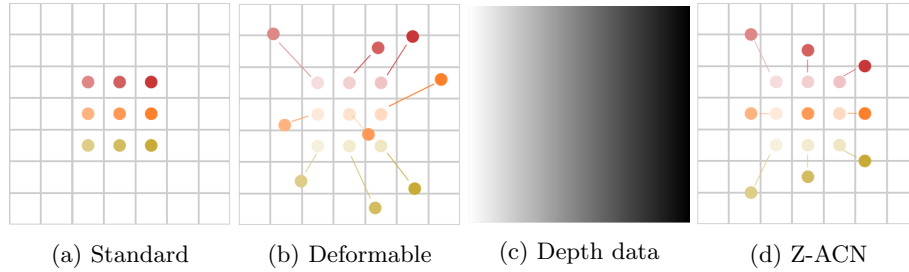 (a) Standard
(b) Deformable
(c) Depth data
(d) Z-ACN